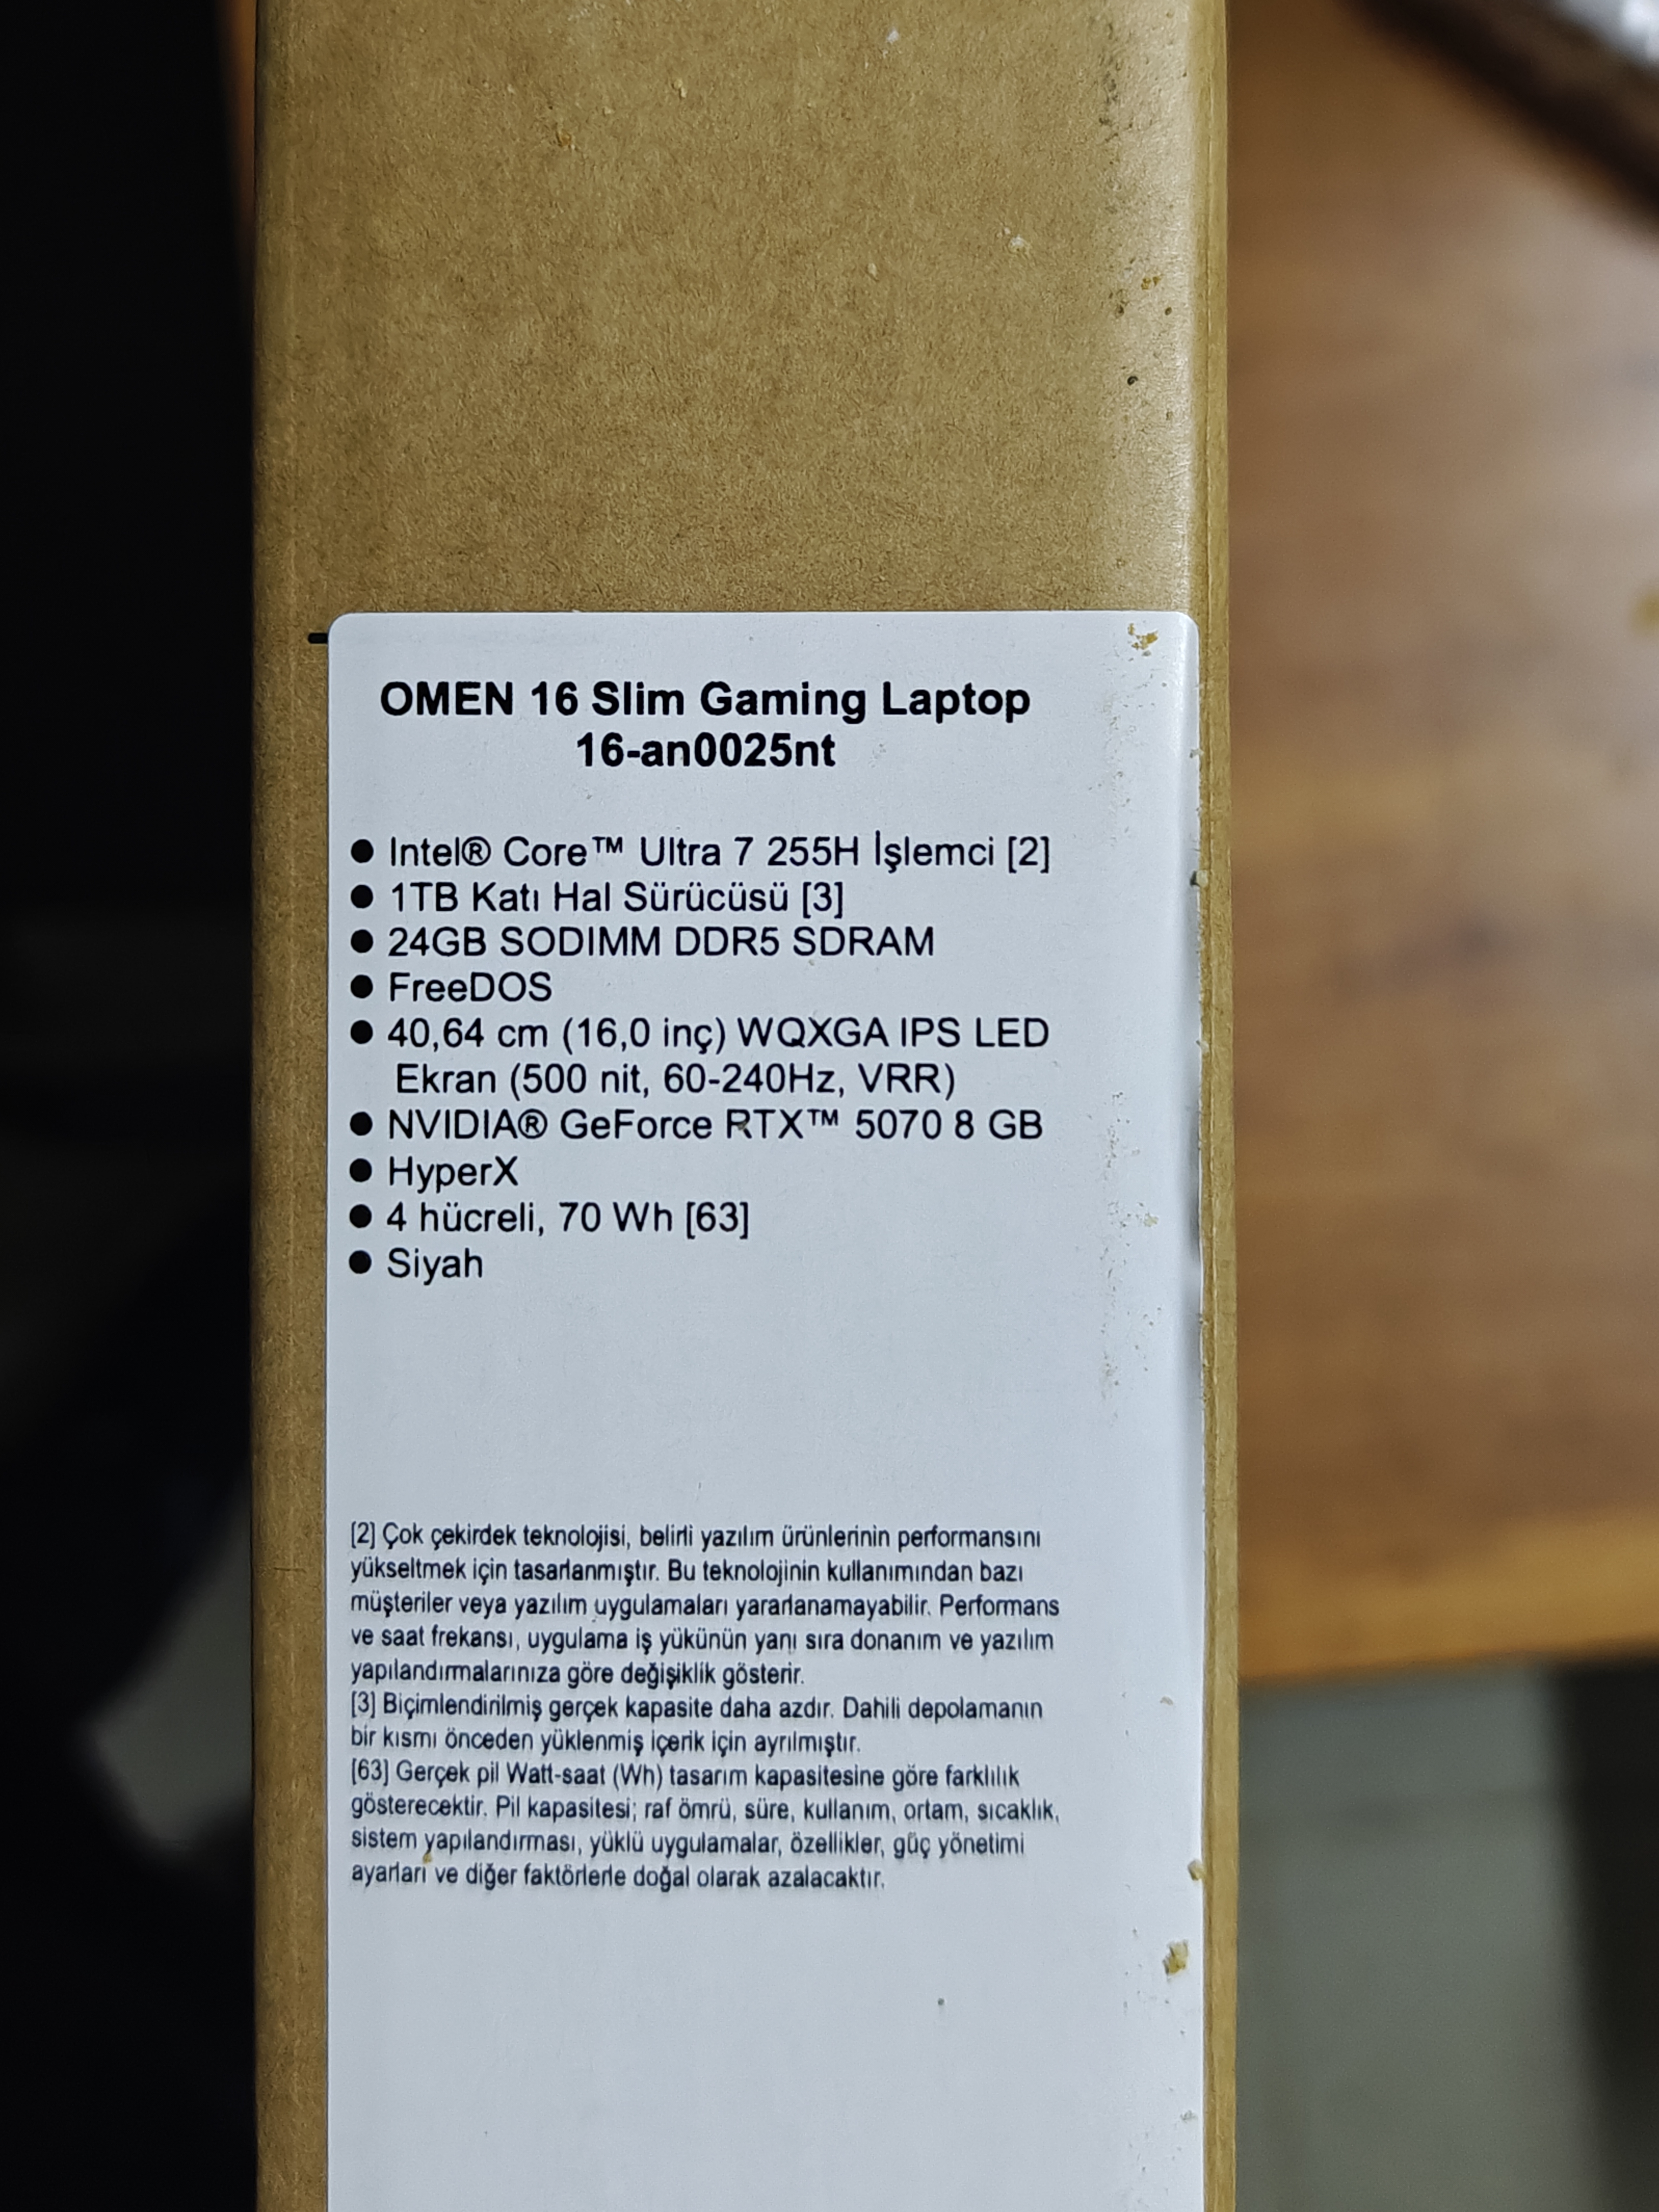 OMEN 16 Slim Gaming Laptop
16-an0025nt
● Intel® Core™ Ultra 7 255H İşlemci [2]
● 1TB Katı Hal Sürücüsü [3]
● 24GB SODIMM DDR5 SDRAM
● FreeDOS
● 40,64 cm (16,0 inç) WQXGA IPS LED
Ekran (500 nit, 60-240Hz, VRR)
● NVIDIA® GeForce RTX™ 5070 8 GB
● HyperX
● 4 hücreli, 70 Wh [63]
● Siyah
[2] Çok çekirdek teknolojisi, belirli yazılım ürünlerinin performansını
yükseltmek için tasarlanmıştır. Bu teknolojinin kullanımından bazı
müşteriler veya yazılım uygulamaları yararlanamayabilir. Performans
ve saat frekansı, uygulama iş yükünün yanı sıra donanım ve yazılım
yapılandırmalarınıza göre değişiklik gösterir.
[3] Biçimlendirilmiş gerçek kapasite daha azdır. Dahili depolamanın
bir kısmı önceden yüklenmiş içerik için ayrılmıştır.
[63] Gerçek pil Watt-saat (Wh) tasarım kapasitesine göre farklılık
gösterecektir. Pil kapasitesi; raf ömrü, süre, kullanım, ortam, sıcaklık,
sistem yapılandırması, yüklü uygulamalar, özellikler, güç yönetimi
ayarları ve diğer faktörlerle doğal olarak azalacaktır.